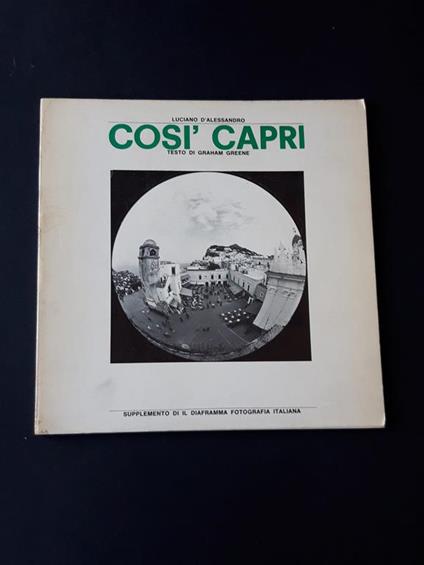 LUCIANO D'ALESSANDRO
COSI' CAPRI
TESTO DI GRAHAM GREENE
SUPPLEMENTO DI IL DIAFRAMMA FOTOGRAFIA ITALIANA